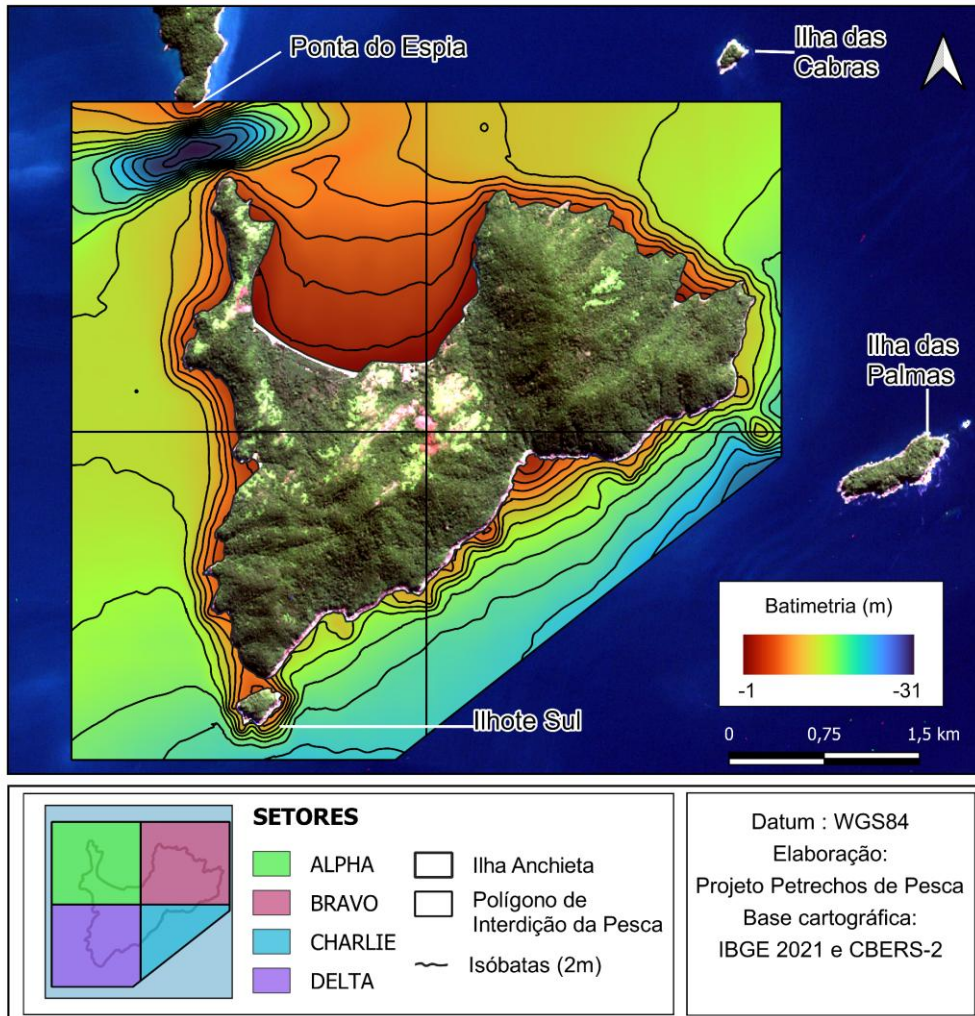 Ponta do Espia
Ilha das
Cabras
Ilha das
Palmas
Batimetria (m)
-1
-31
0
0,75
1,5 km
Ilhote Sul
SETORES
ALPHA
BRAVO
CHARLIE
DELTA
Ilha Anchieta
Polígono de
Interdição da Pesca
Isóbatas (2m)
Datum : WGS84
Elaboração:
Projeto Petrechos de Pesca
Base cartográfica:
IBGE 2021 e CBERS-2